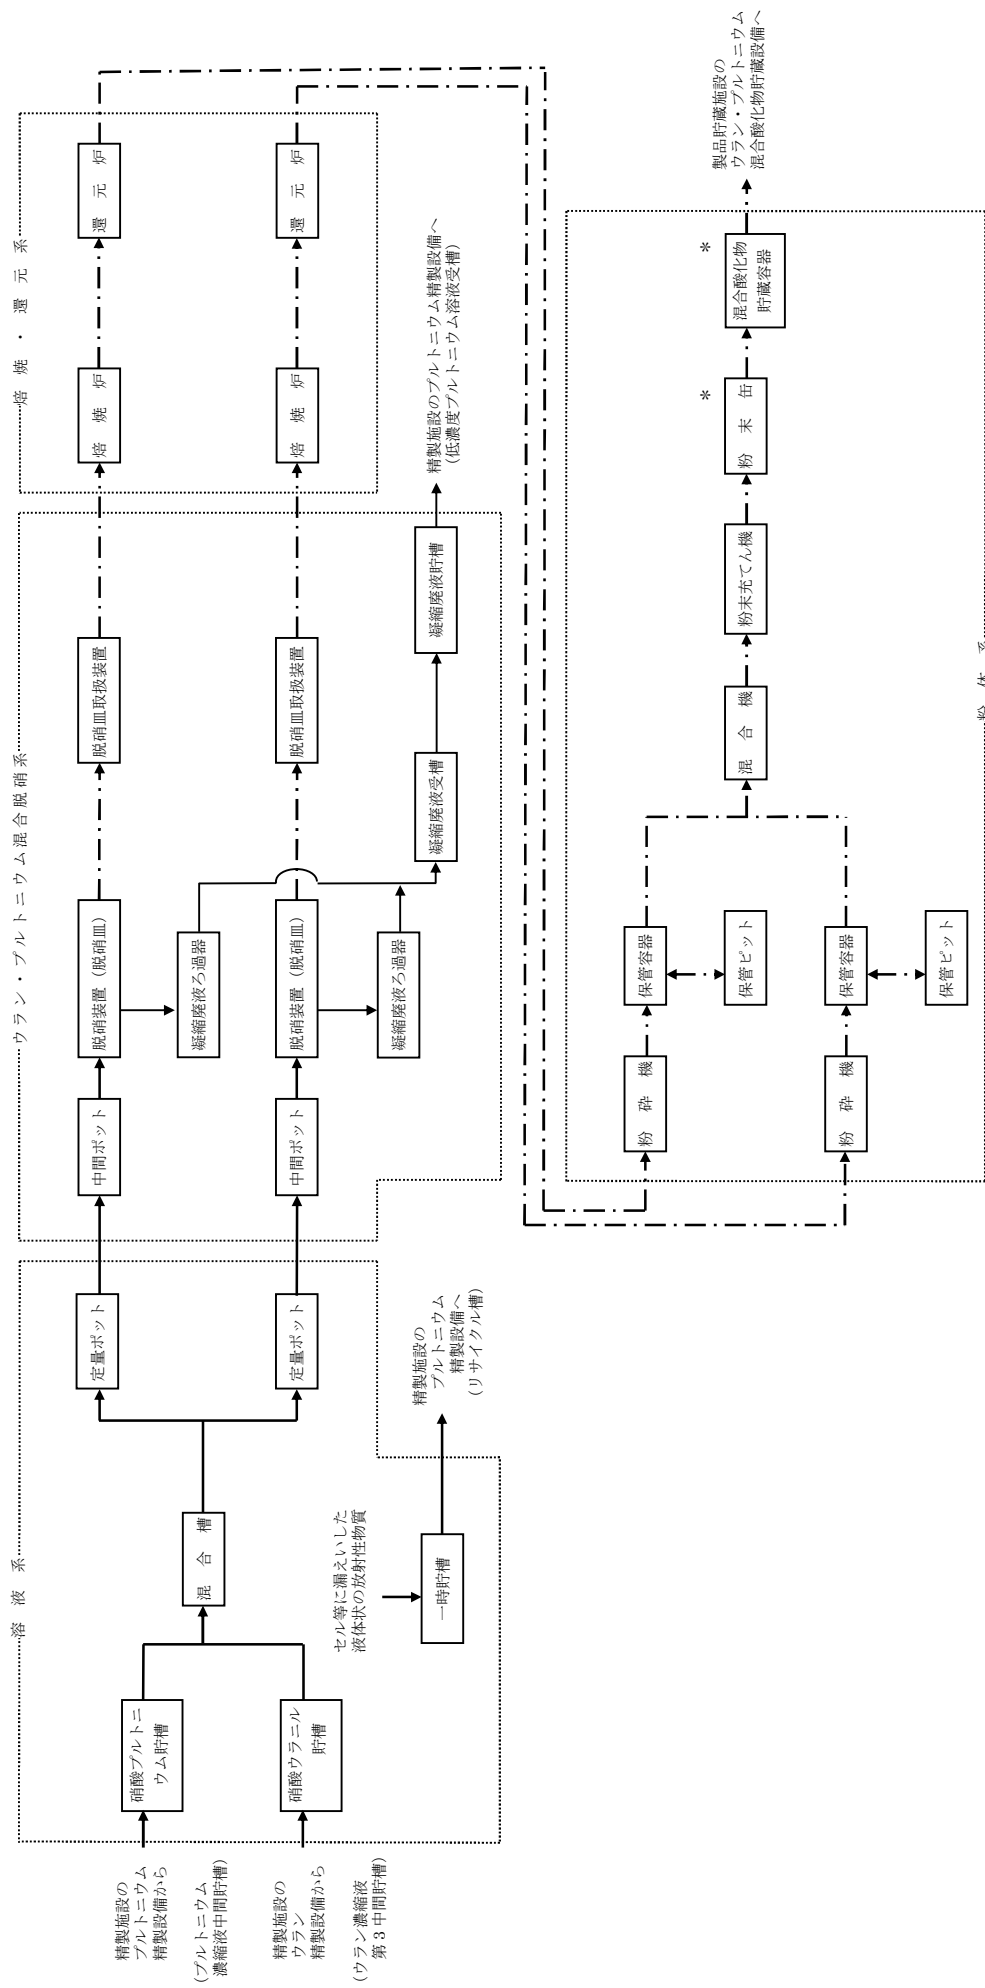 精製施設の
プルトニウム
精製設備から
(プルトニウム
濃縮液中間貯槽)
精製施設の
ウラン
精製設備から
(ウラン濃縮液
第3中間貯槽)
溶液系
硝酸プルトニ
ウム貯槽
硝酸ウラニル
貯槽
混合槽
定量ポット
定量ポット
セル等に漏えいした
液体状の放射性物質
一時貯槽
精製施設の
プルトニウム
精製設備へ
(リサイクル槽)
ウラン・プルトニウム混合脱硝系
中間ポット
脱硝装置(脱硝皿)
脱硝皿取扱装置
凝縮廃液ろ過器
中間ポット
脱硝装置(脱硝皿)
脱硝皿取扱装置
凝縮廃液ろ過器
凝縮廃液受槽
凝縮廃液貯槽
精製施設のプルトニウム精製設備へ
(低濃度プルトニウム溶液受槽)
焙焼・還元系
焙焼炉
還元炉
焙焼炉
還元炉
粉砕機
保管容器
保管ピット
粉砕機
保管容器
保管ピット
混合機
粉末充てん機
粉末缶
*
混合酸化物
貯蔵容器
*
製品貯蔵施設の
ウラン・プルトニウム
混合酸化物貯蔵設備へ